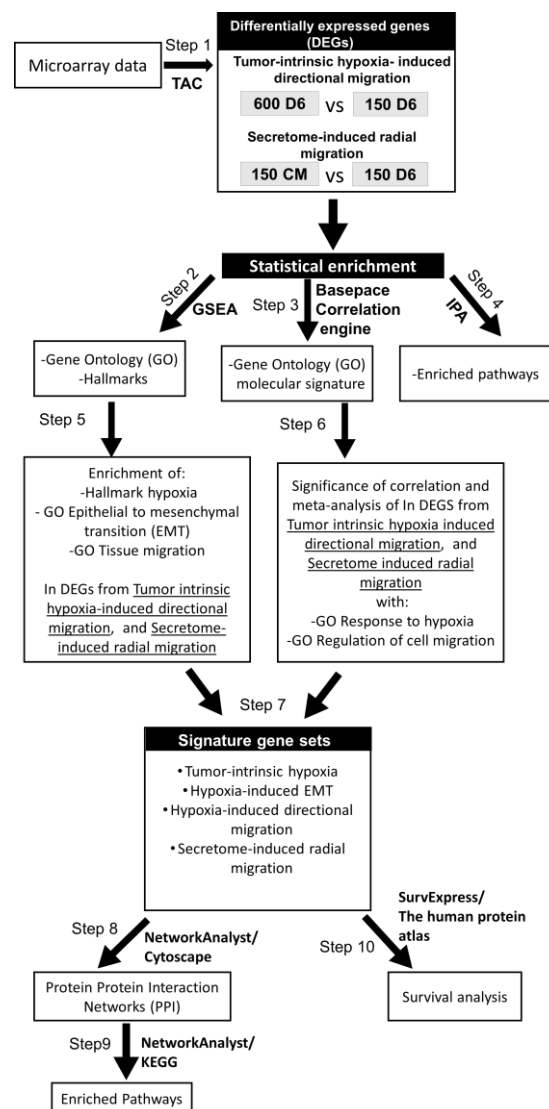 Differentially expressed genes
(DEGs)
Step 1
Microarray data
TAC
Tumor-intrinsic hypoxia- induced
directional migration
600 D6 vs 150 D6
Secretome-induced radial
migration
150 CM vs 150 D6
Statistical enrichment
Step 2
GSEA
Step 3
Basepace
Correlation
engine
Step 4
IPA
-Gene Ontology (GO)
-Hallmarks
-Gene Ontology (GO)
molecular signature
-Enriched pathways
Step 5
Step 6
Enrichment of:
-Hallmark hypoxia
- GO Epithelial to mesenchymal
transition (EMT)
-GO Tissue migration
In DEGs from Tumor intrinsic
hypoxia-induced directional
migration, and Secretome-
induced radial migration
Significance of correlation and
meta-analysis of In DEGS from
Tumor intrinsic hypoxia induced
directional migration, and
Secretome induced radial
migration
with:
-GO Response to hypoxia
-GO Regulation of cell migration
Step 7
Signature gene sets
•Tumor-intrinsic hypoxia
•Hypoxia-induced EMT
•Hypoxia-induced directional
migration
•Secretome-induced radial
migration
Step 8
NetworkAnalyst/
Cytoscape
SurvExpress/
The human protein
atlas
Step 10
Protein Protein Interaction
Networks (PPI)
Survival analysis
Step9
NetworkAnalyst/
KEGG
Enriched Pathways